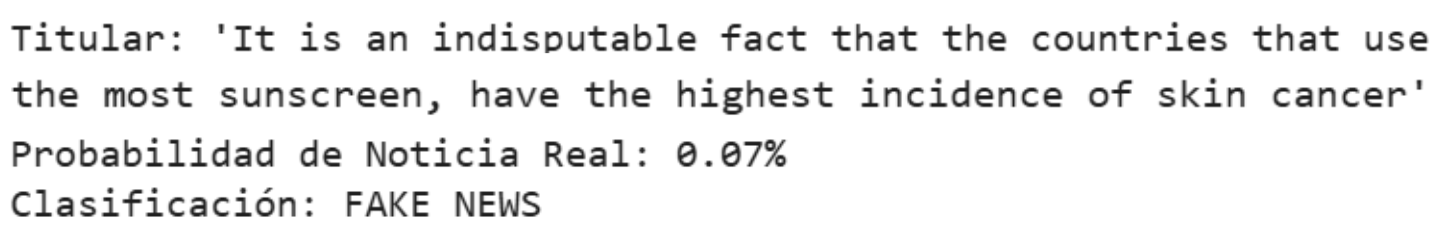 Titular: 'It is an indisputable fact that the countries that use
the most sunscreen, have the highest incidence of skin cancer'
Probabilidad de Noticia Real: 0.07%
Clasificación: FAKE NEWS